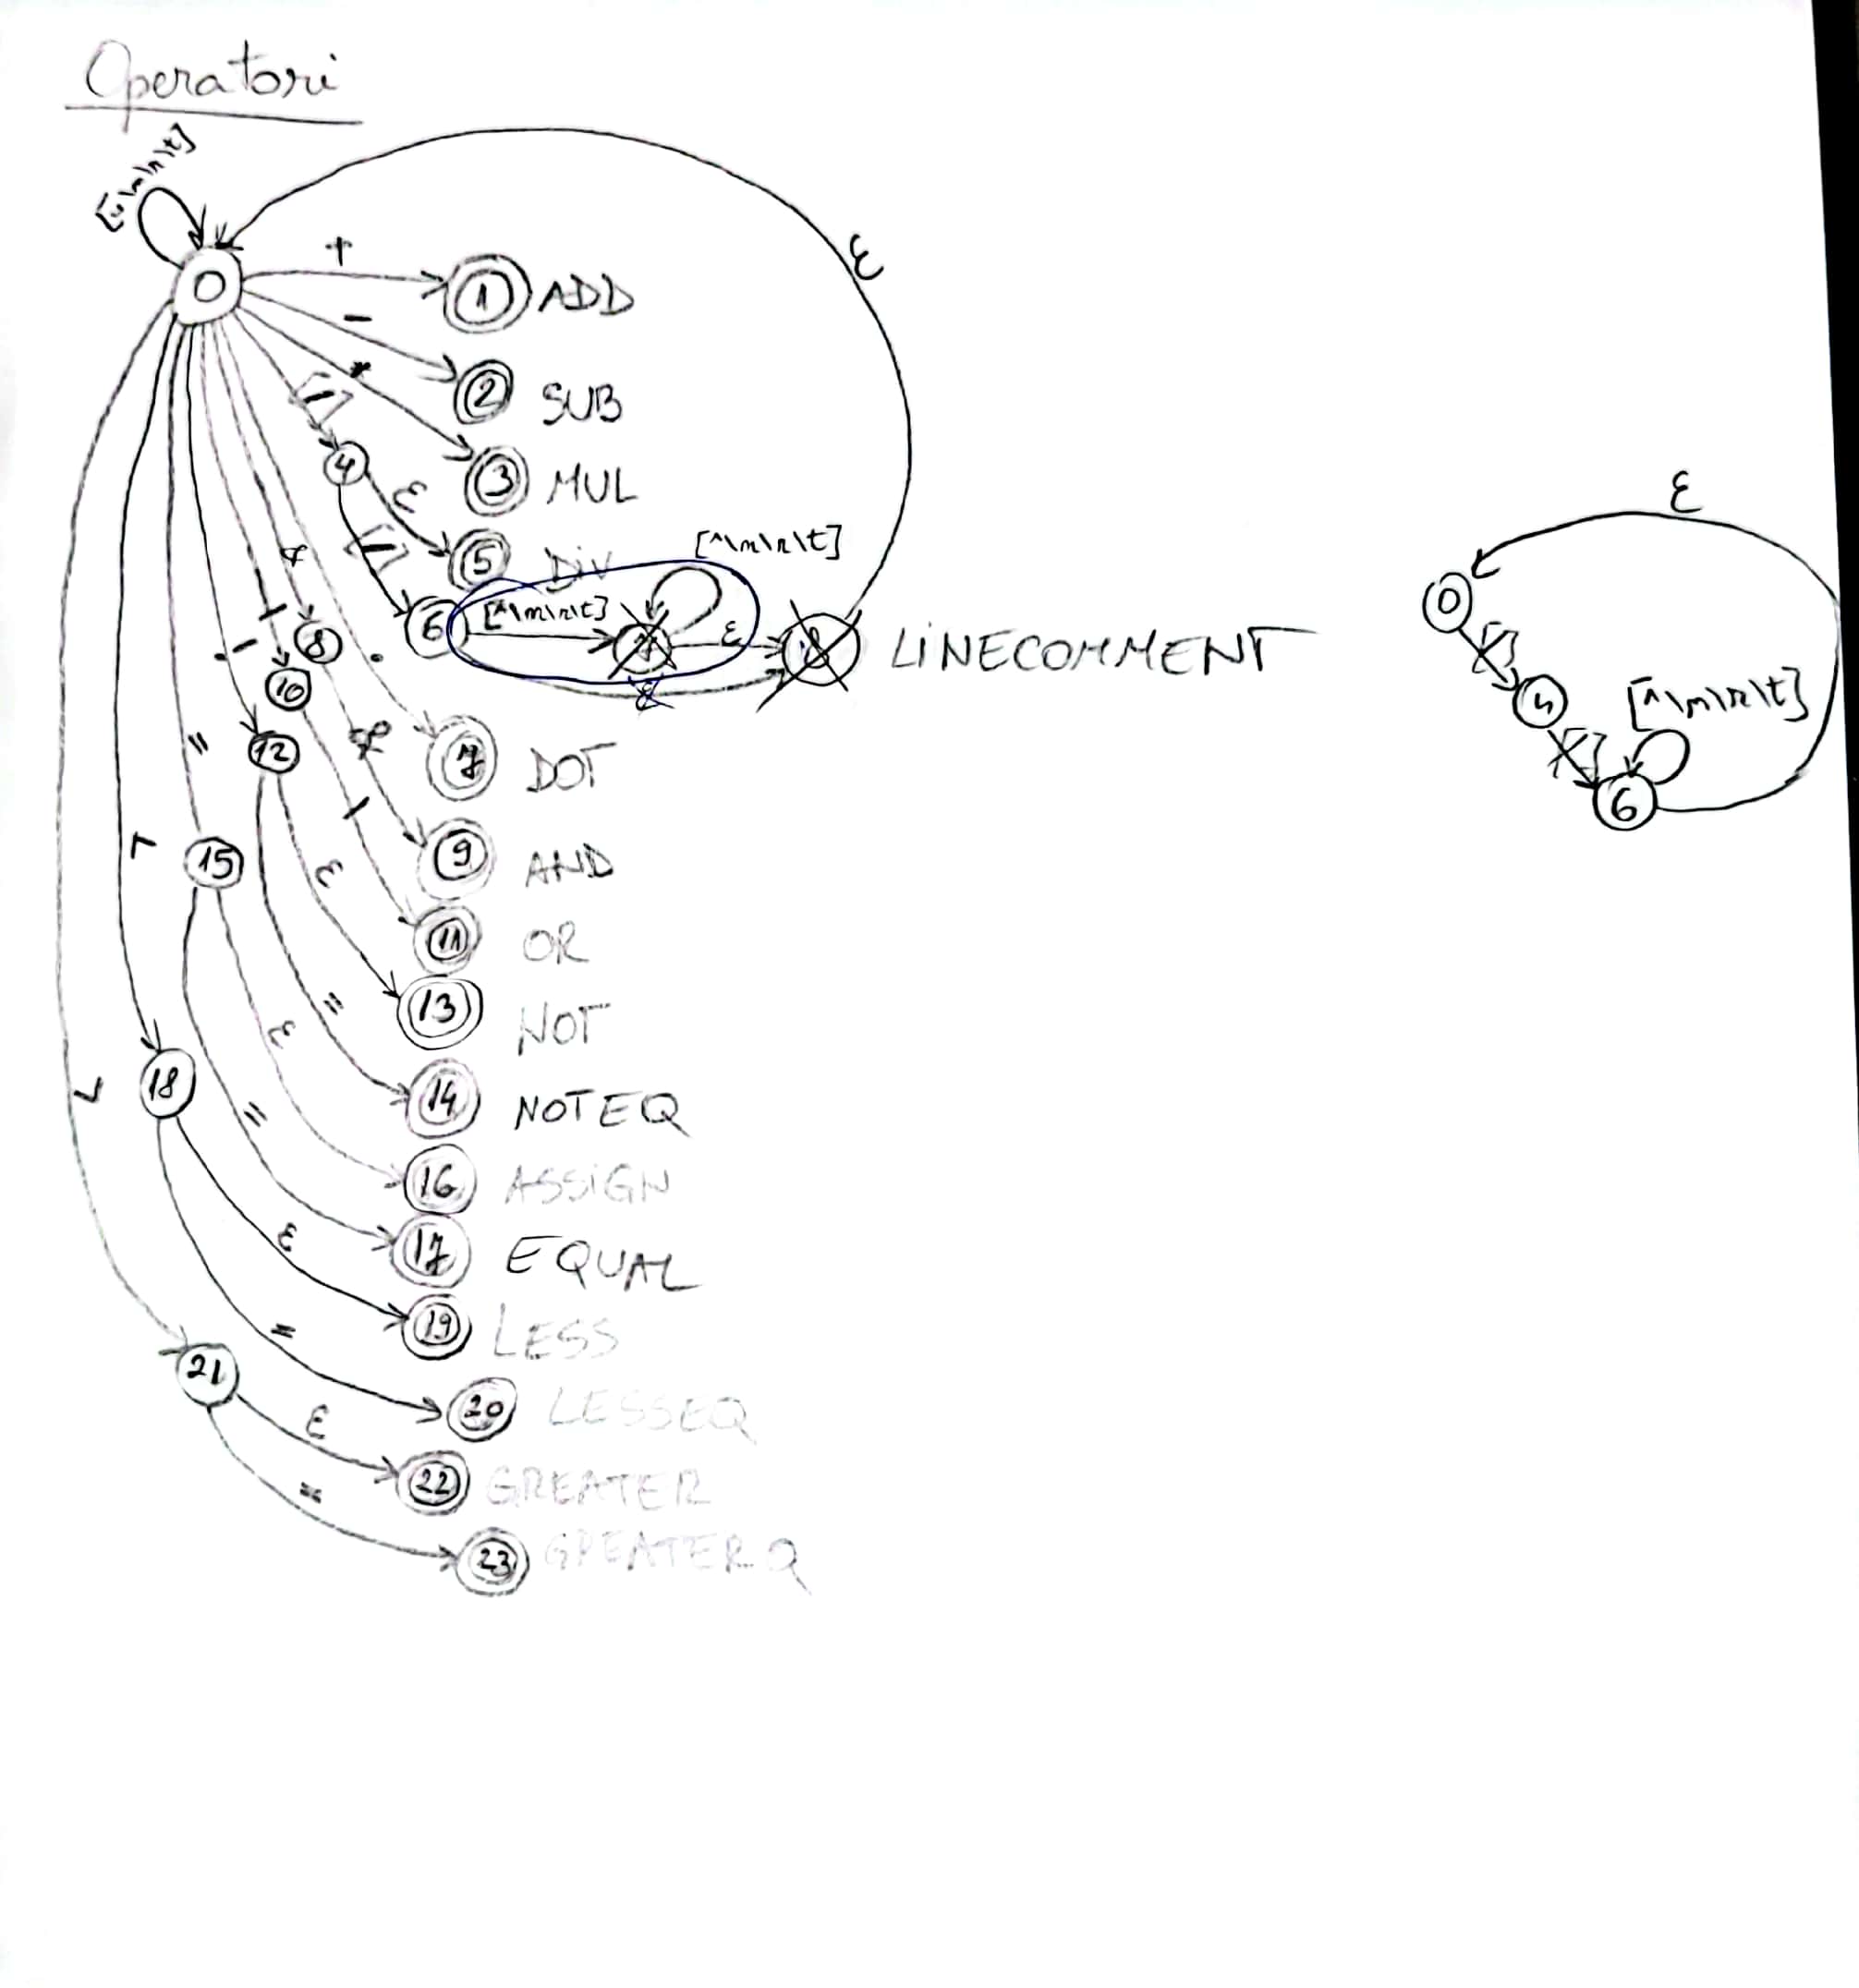 Operatori
+
1 ADD
0
-
ε
2 SUB
*
3 MUL
4
ε
ε
5 Div
[^\n\r\t]
0
6
[^\n\r\t]
ε
LINECOMMENT
8
4
[^\n\r\t]
10
6
12
7 DOT
=
15
9 AND
ε
11 OR
13 NOT
=
ε
18
14 NOTEQ
=
16 ASSIGN
17 EQUAL
ε
19 LESS
=
21
20 LESSEQ
ε
22 GREATER
=
23 GREATERQ